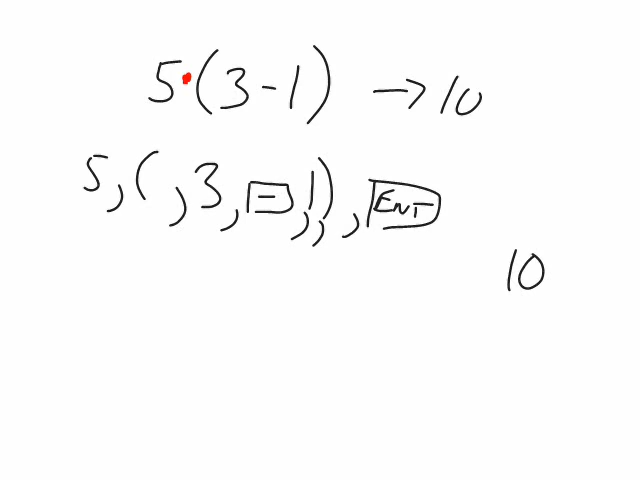 5·(3-1) → 10
5, (, 3, -, 1, ), ENT
10